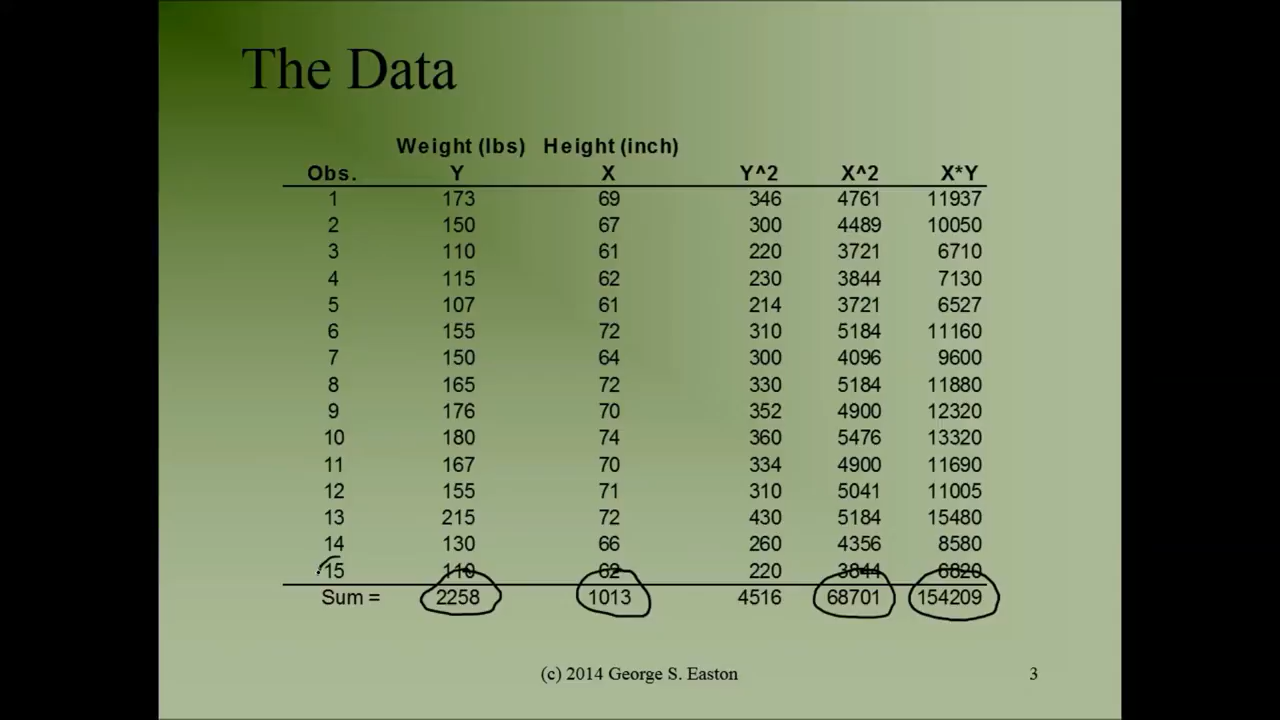 The Data
Weight (lbs) Height (inch)
Obs. Y X Y^2 X^2 X*Y
1 173 69 346 4761 11937
2 150 67 300 4489 10050
3 110 61 220 3721 6710
4 115 62 230 3844 7130
5 107 61 214 3721 6527
6 155 72 310 5184 11160
7 150 64 300 4096 9600
8 165 72 330 5184 11880
9 176 70 352 4900 12320
10 180 74 360 5476 13320
11 167 70 334 4900 11690
12 155 71 310 5041 11005
13 215 72 430 5184 15480
14 130 66 260 4356 8580
15 110 62 220 3844 6820
Sum = 2258 1013 4516 68701 154209
(c) 2014 George S. Easton 3